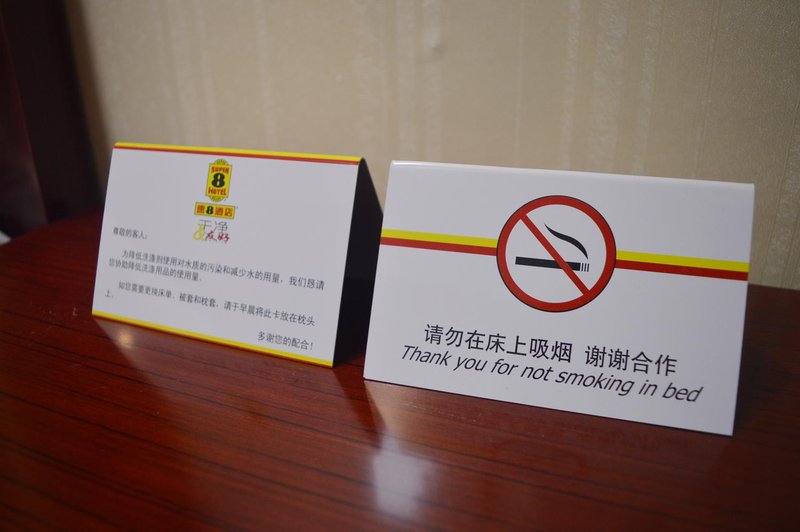 SUPER
8
HOTEL
速8酒店
干净
&友好
尊敬的客人:
为降低洗涤剂使用对水质的污染和减少水的用量,我们恳请
您协助降低洗涤用品的使用量.
如您需要更换床单、被套和枕套,请于早晨将此卡放在枕头
上.
多谢您的配合!
请勿在床上吸烟 谢谢合作
Thank you for not smoking in bed